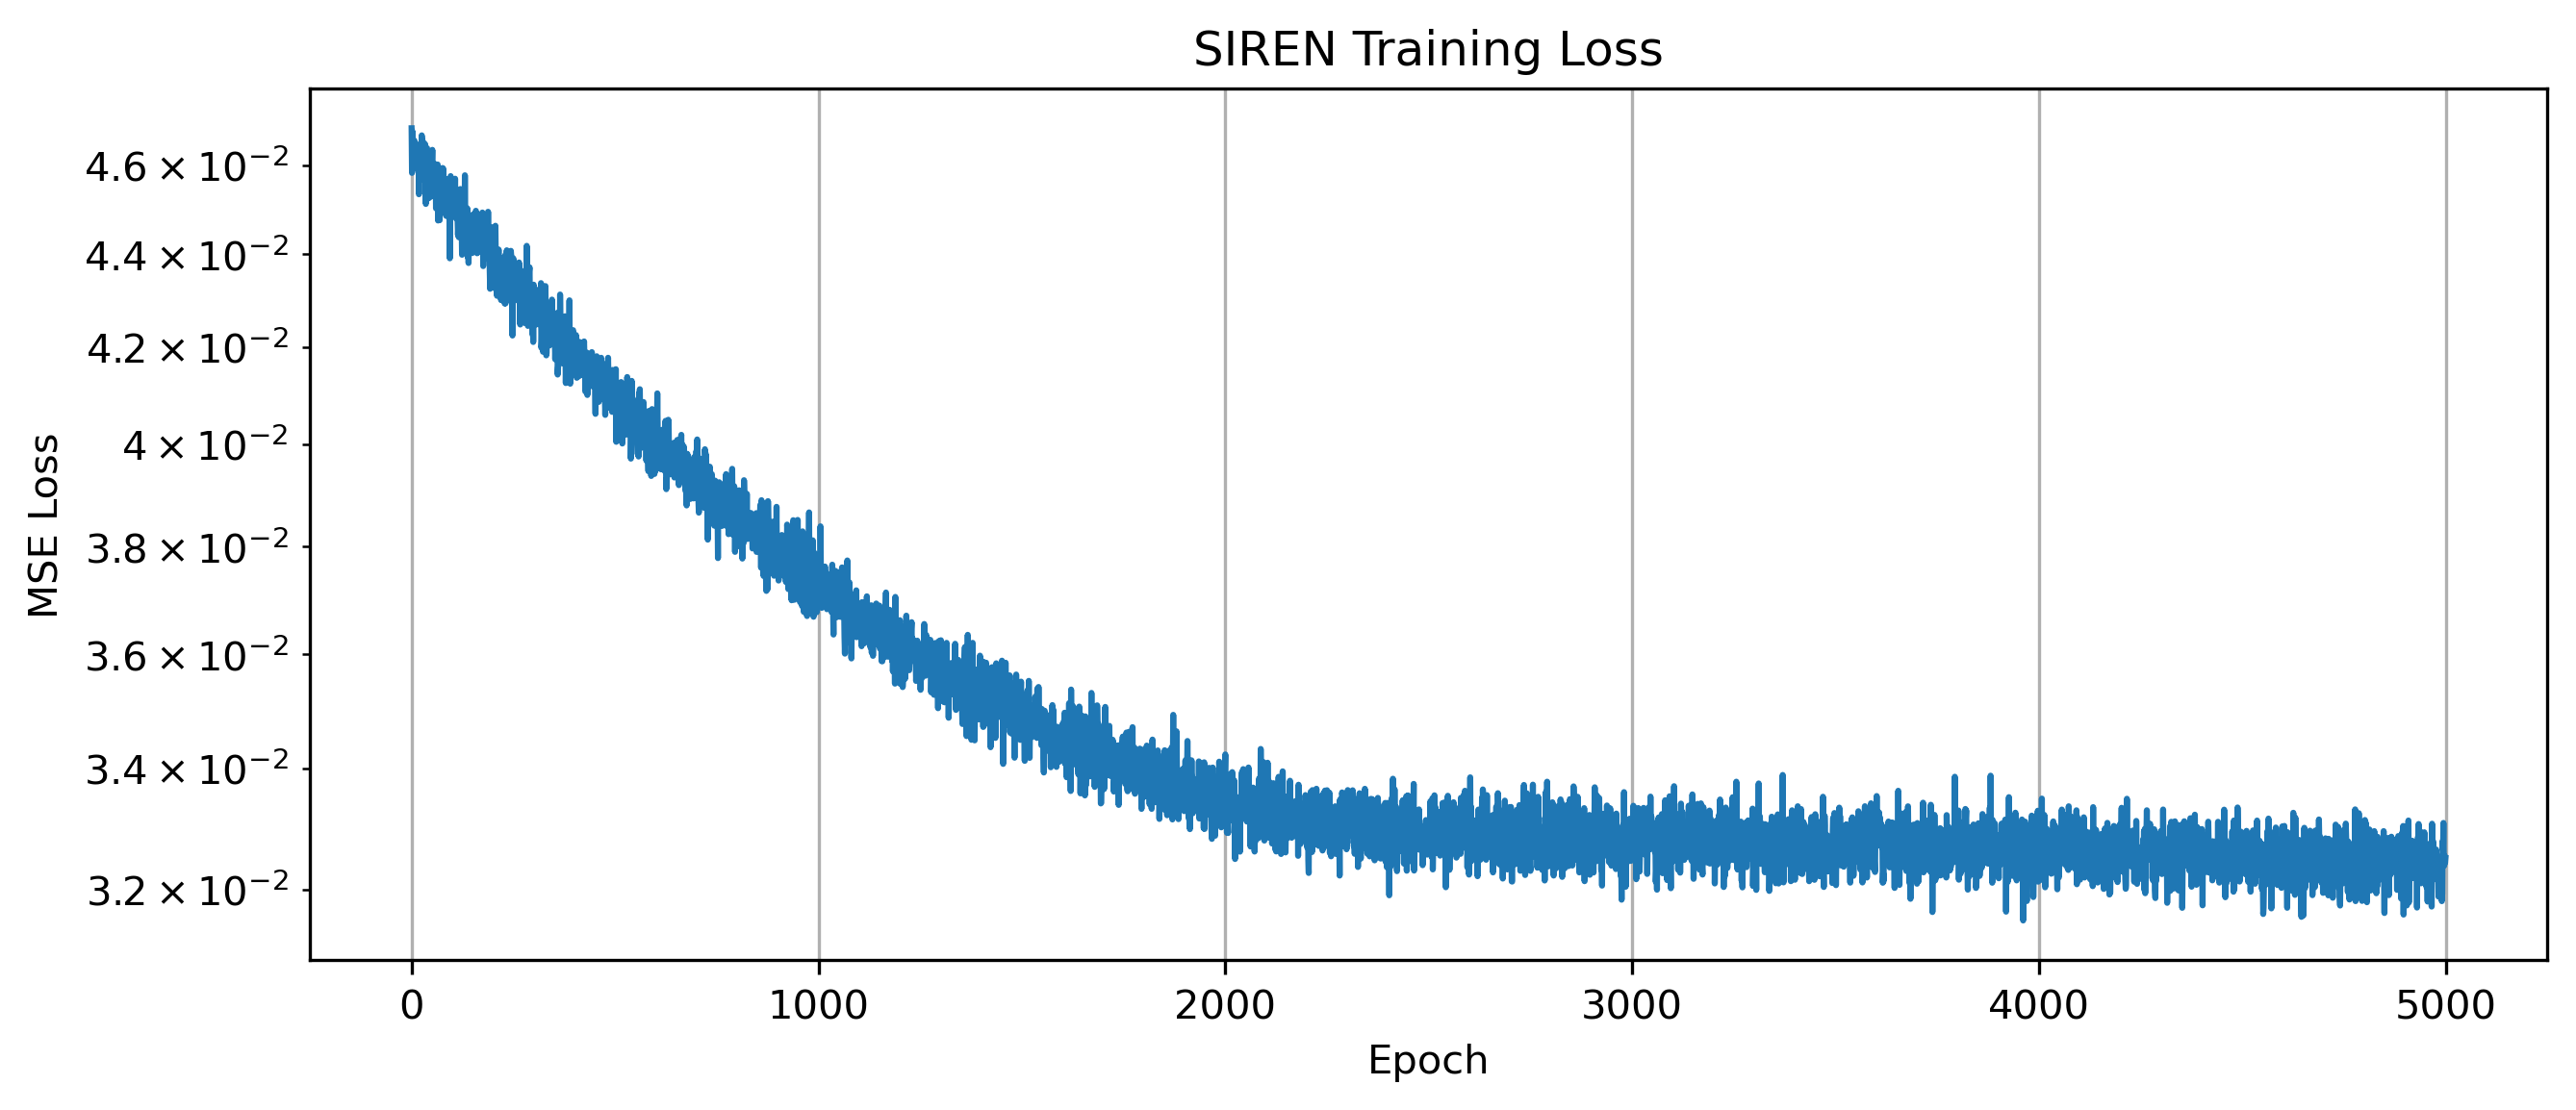 SIREN Training Loss
MSE Loss
4.6 × 10⁻²
4.4 × 10⁻²
4.2 × 10⁻²
4 × 10⁻²
3.8 × 10⁻²
3.6 × 10⁻²
3.4 × 10⁻²
3.2 × 10⁻²
0 1000 2000 3000 4000 5000
Epoch